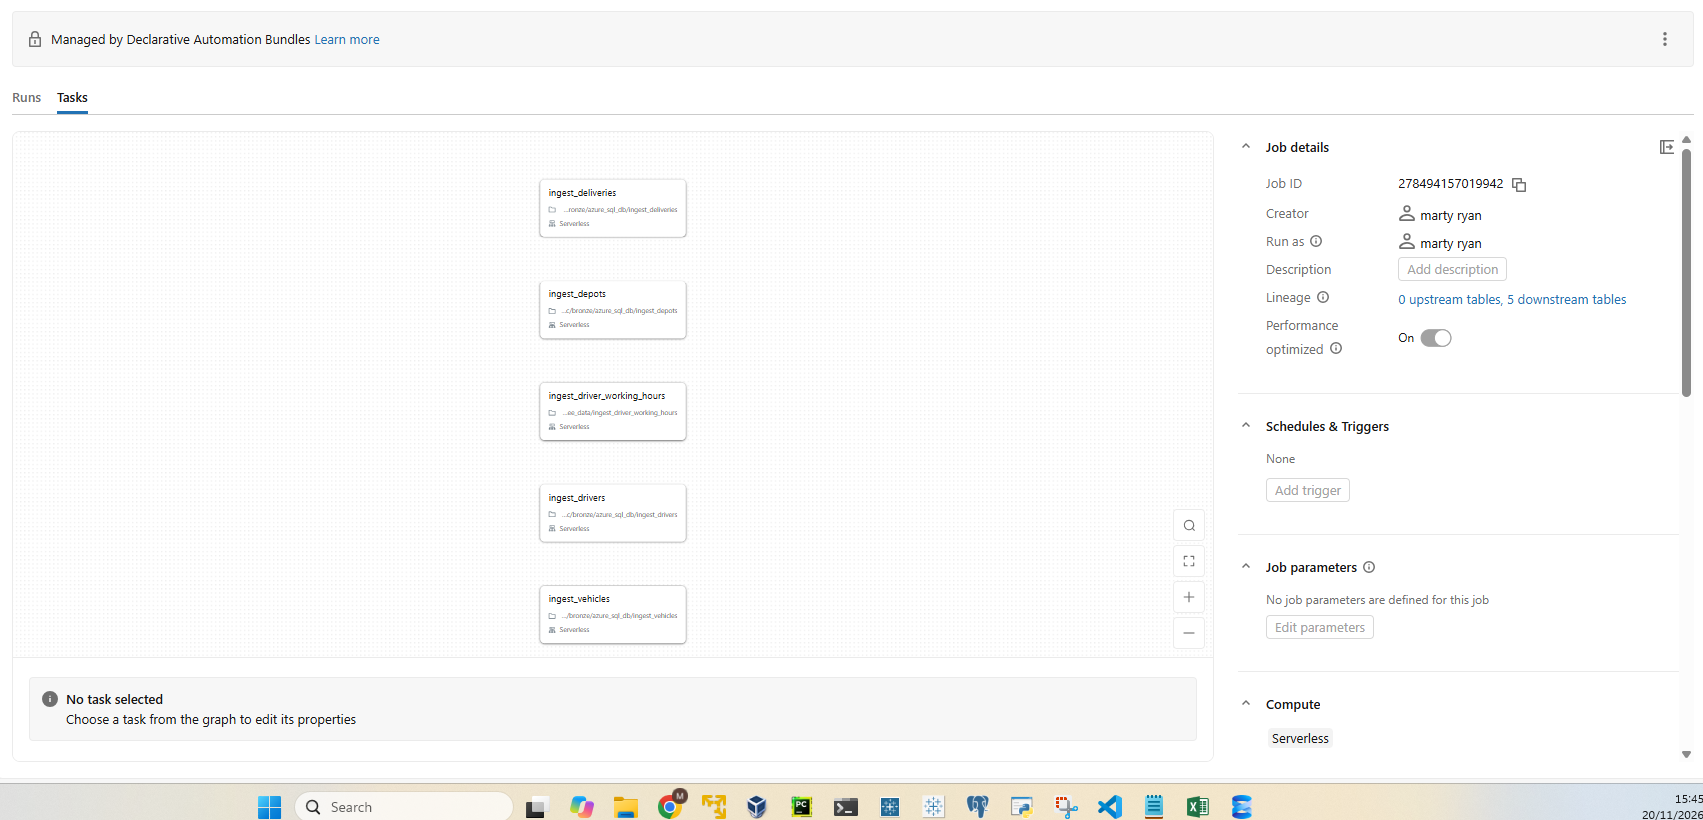 Managed by Declarative Automation Bundles Learn more
Runs Tasks
ingest_deliveries
...ronze/azure_sql_db/ingest_deliveries
Serverless
ingest_depots
...c/bronze/azure_sql_db/ingest_depots
Serverless
ingest_driver_working_hours
...ee_data/ingest_driver_working_hours
Serverless
ingest_drivers
...c/bronze/azure_sql_db/ingest_drivers
Serverless
ingest_vehicles
.../bronze/azure_sql_db/ingest_vehicles
Serverless
No task selected
Choose a task from the graph to edit its properties
Job details
Job ID 278494157019942
Creator marty ryan
Run as marty ryan
Description Add description
Lineage 0 upstream tables, 5 downstream tables
Performance
optimized On
Schedules & Triggers
None
Add trigger
Job parameters
No job parameters are defined for this job
Edit parameters
Compute
Serverless
Search
M
PC
15:45
20/11/2026